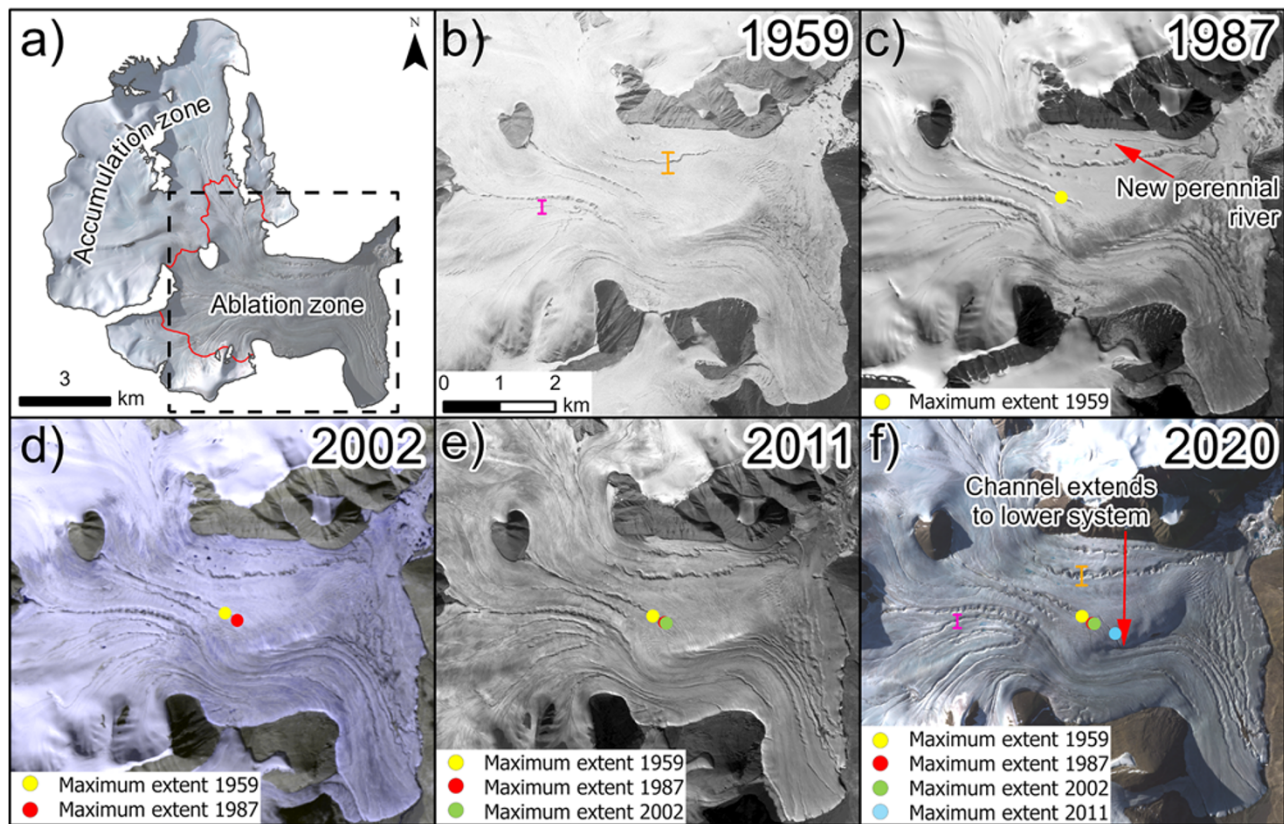 a)
N
Accumulation zone
Ablation zone
3
km
b)
1959
0 1 2
km
c)
1987
New perennial
river
Maximum extent 1959
d)
2002
Maximum extent 1959
Maximum extent 1987
e)
2011
Maximum extent 1959
Maximum extent 1987
Maximum extent 2002
f)
2020
Channel extends
to lower system
Maximum extent 1959
Maximum extent 1987
Maximum extent 2002
Maximum extent 2011